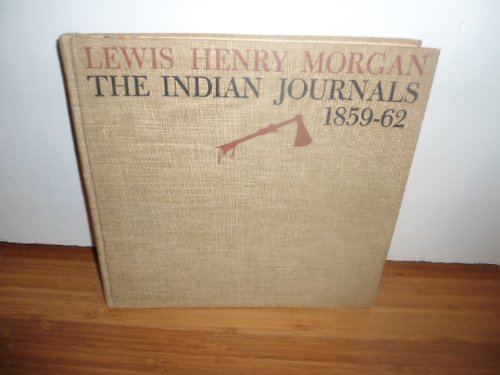 LEWIS HENRY MORGAN
THE INDIAN JOURNALS
1859-62